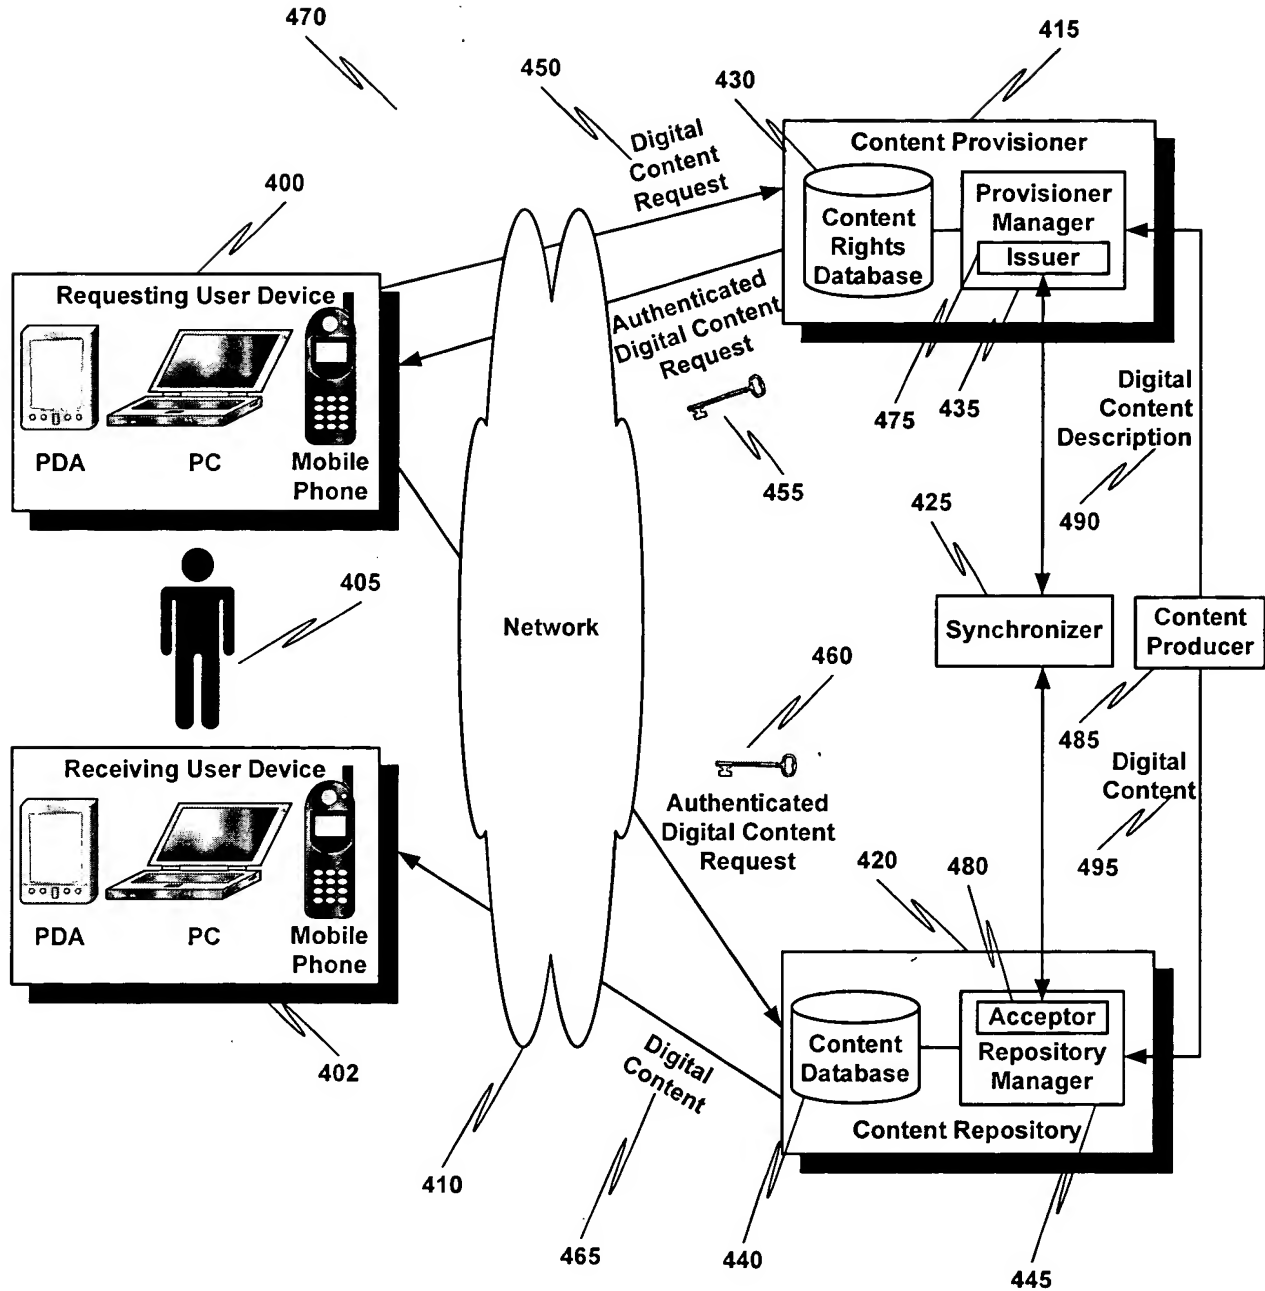 470
450
430
415
Digital
Content
Request
Content Provisioner
400
Content
Rights
Database
Provisioner
Manager
Issuer
Requesting User Device
PDA
PC
Mobile
Phone
Authenticated
Digital Content
Request
475
435
Digital
Content
Description
455
425
490
405
Network
Synchronizer
Content
Producer
460
485
Receiving User Device
PDA
PC
Mobile
Phone
Authenticated
Digital Content
Request
Digital
Content
420
480
495
402
Digital
Content
Content
Database
Acceptor
Repository
Manager
Content Repository
410
465
440
445